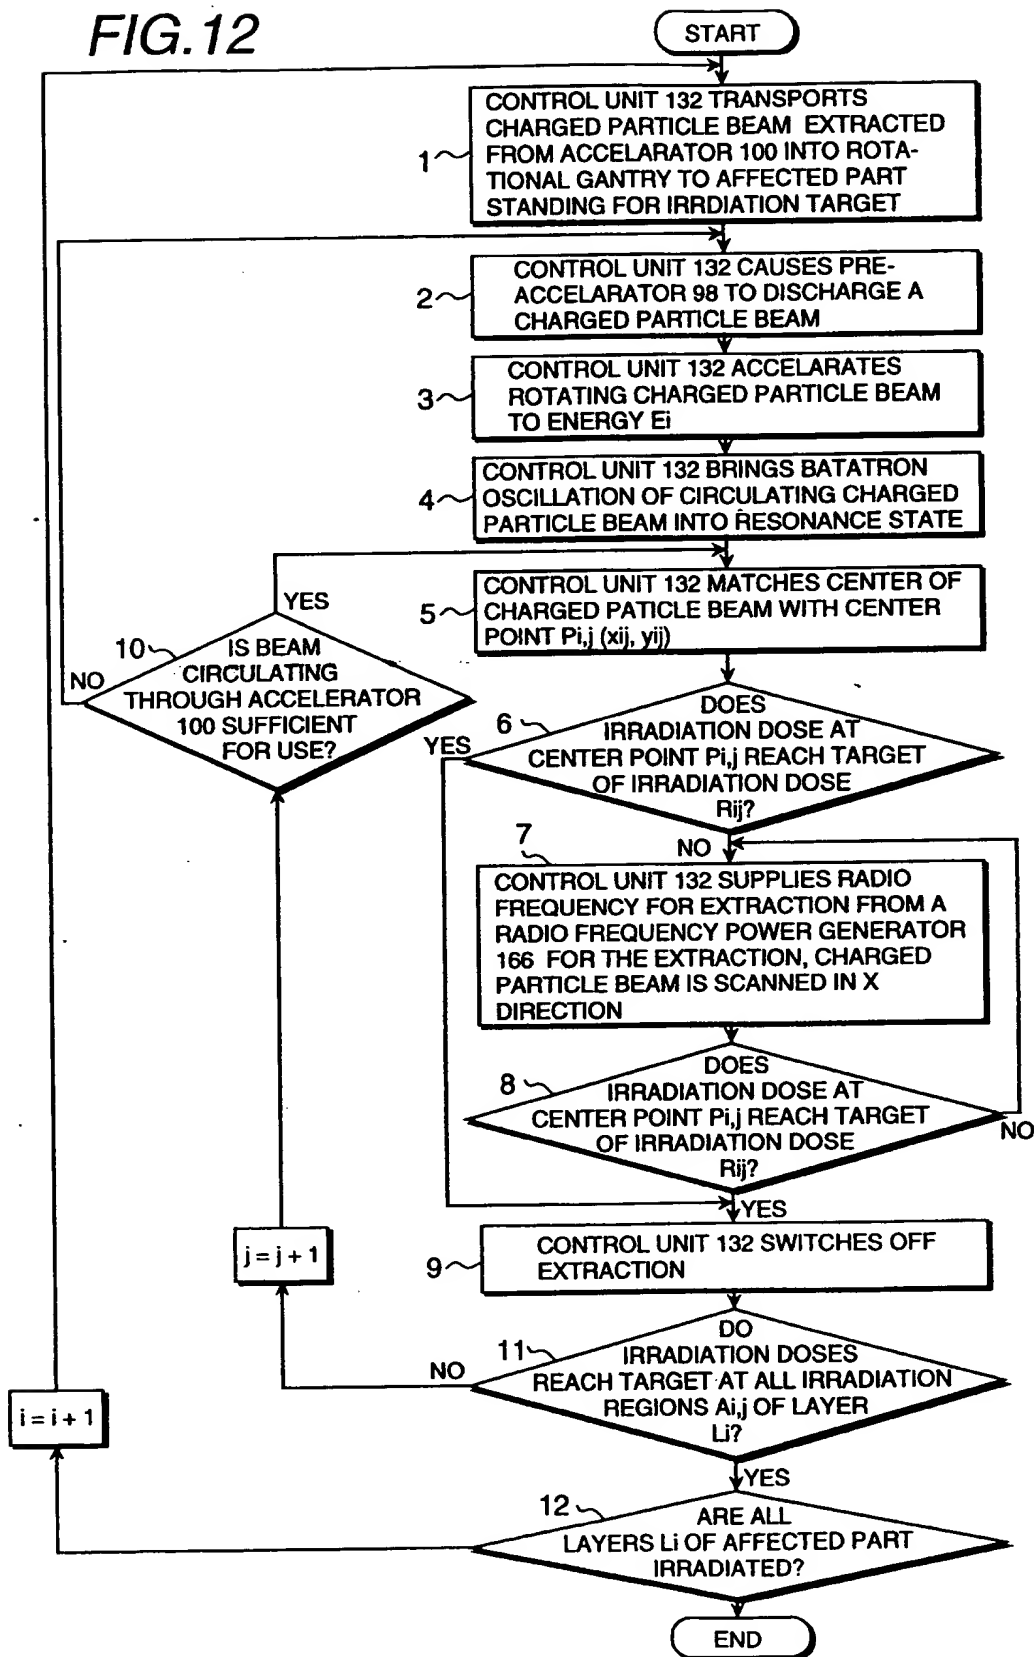 FIG.12
START
1
CONTROL UNIT 132 TRANSPORTS
CHARGED PARTICLE BEAM EXTRACTED
FROM ACCELARATOR 100 INTO ROTA-
TIONAL GANTRY TO AFFECTED PART
STANDING FOR IRRDIATION TARGET
2
CONTROL UNIT 132 CAUSES PRE-
ACCELARATOR 98 TO DISCHARGE A
CHARGED PARTICLE BEAM
3
CONTROL UNIT 132 ACCELARATES
ROTATING CHARGED PARTICLE BEAM
TO ENERGY Ei
4
CONTROL UNIT 132 BRINGS BATATRON
OSCILLATION OF CIRCULATING CHARGED
PARTICLE BEAM INTO RESONANCE STATE
5
CONTROL UNIT 132 MATCHES CENTER OF
CHARGED PATICLE BEAM WITH CENTER
POINT Pi,j (xij, yij)
YES
10
NO
IS BEAM
CIRCULATING
THROUGH ACCELERATOR
100 SUFFICIENT
FOR USE?
6
YES
DOES
IRRADIATION DOSE AT
CENTER POINT Pi,j REACH TARGET
OF IRRADIATION DOSE
Rij?
NO
7
CONTROL UNIT 132 SUPPLIES RADIO
FREQUENCY FOR EXTRACTION FROM A
RADIO FREQUENCY POWER GENERATOR
166 FOR THE EXTRACTION, CHARGED
PARTICLE BEAM IS SCANNED IN X
DIRECTION
8
DOES
IRRADIATION DOSE AT
CENTER POINT Pi,j REACH TARGET
OF IRRADIATION DOSE
Rij?
NO
YES
9
CONTROL UNIT 132 SWITCHES OFF
EXTRACTION
j = j + 1
11
NO
DO
IRRADIATION DOSES
REACH TARGET AT ALL IRRADIATION
REGIONS Ai,j OF LAYER
Li?
YES
i = i + 1
12
ARE ALL
LAYERS Li OF AFFECTED PART
IRRADIATED?
END